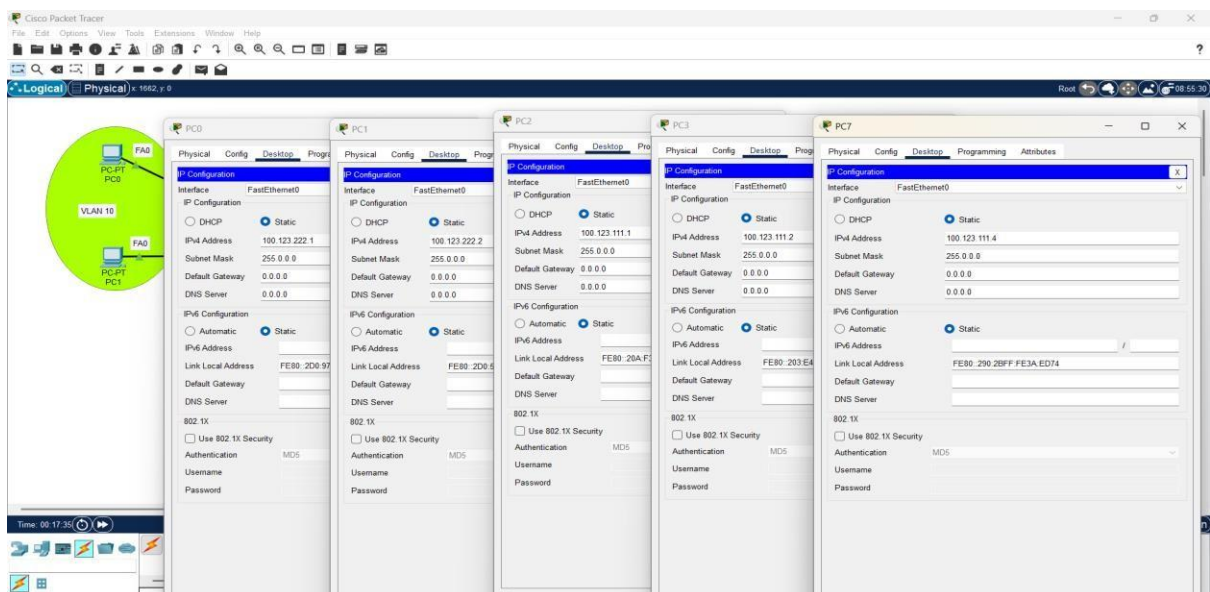 Cisco Packet Tracer
File Edit Options View Tools Extensions Window Help
?
Logical Physical x: 1662, y: 0 Root 08:55:30
FA0
PC-PT
PC0
VLAN 10
FA0
PC-PT
PC1
PC0
Physical Config Desktop Progra
IP Configuration
Interface FastEthernet0
IP Configuration
DHCP Static
IPv4 Address 100.123.222.1
Subnet Mask 255.0.0.0
Default Gateway 0.0.0.0
DNS Server 0.0.0.0
IPv6 Configuration
Automatic Static
IPv6 Address
Link Local Address FE80::2D0:97
Default Gateway
DNS Server
802.1X
Use 802.1X Security
Authentication MD5
Username
Password
PC1
Physical Config Desktop Progr
IP Configuration
Interface FastEthernet0
IP Configuration
DHCP Static
IPv4 Address 100.123.222.2
Subnet Mask 255.0.0.0
Default Gateway 0.0.0.0
DNS Server 0.0.0.0
IPv6 Configuration
Automatic Static
IPv6 Address
Link Local Address FE80::2D0:5
Default Gateway
DNS Server
802.1X
Use 802.1X Security
Authentication MD5
Username
Password
PC2
Physical Config Desktop Pro
IP Configuration
Interface FastEthernet0
IP Configuration
DHCP Static
IPv4 Address 100.123.111.1
Subnet Mask 255.0.0.0
Default Gateway 0.0.0.0
DNS Server 0.0.0.0
IPv6 Configuration
Automatic Static
IPv6 Address
Link Local Address FE80::20A:F3
Default Gateway
DNS Server
802.1X
Use 802.1X Security
Authentication MD5
Username
Password
PC3
Physical Config Desktop Prog
IP Configuration
Interface FastEthernet0
IP Configuration
DHCP Static
IPv4 Address 100.123.111.2
Subnet Mask 255.0.0.0
Default Gateway 0.0.0.0
DNS Server 0.0.0.0
IPv6 Configuration
Automatic Static
IPv6 Address
Link Local Address FE80::203:E4
Default Gateway
DNS Server
802.1X
Use 802.1X Security
Authentication MD5
Username
Password
PC7
Physical Config Desktop Programming Attributes
IP Configuration X
Interface FastEthernet0
IP Configuration
DHCP Static
IPv4 Address 100.123.111.4
Subnet Mask 255.0.0.0
Default Gateway 0.0.0.0
DNS Server 0.0.0.0
IPv6 Configuration
Automatic Static
IPv6 Address /
Link Local Address FE80::290:2BFF:FE3A:ED74
Default Gateway
DNS Server
802.1X
Use 802.1X Security
Authentication MD5
Username
Password
Time: 00:17:35